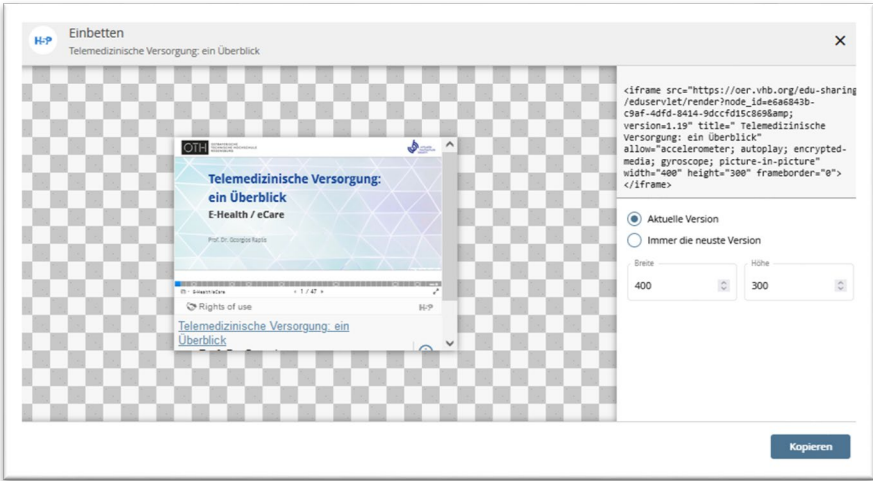 H-P
Einbetten
Telemedizinische Versorgung: ein Überblick
OTH
Telemedizinische Versorgung:
ein Überblick
E-Health / eCare
Prof. Dr. Georgios Raptis
1 / 47
Rights of use
H-P
Telemedizinische Versorgung: ein
Überblick
<iframe src="https://oer.vhb.org/edu-sharing
/eduservlet/render?node_id=e6a6843b-
c9af-4dfd-8414-9dccfd15c869&amp;
version=1.19" title=" Telemedizinische
Versorgung: ein Überblick"
allow="accelerometer; autoplay; encrypted-
media; gyroscope; picture-in-picture"
width="400" height="300" frameborder="0">
</iframe>
Aktuelle Version
Immer die neuste Version
Breite
400
Höhe
300
Kopieren